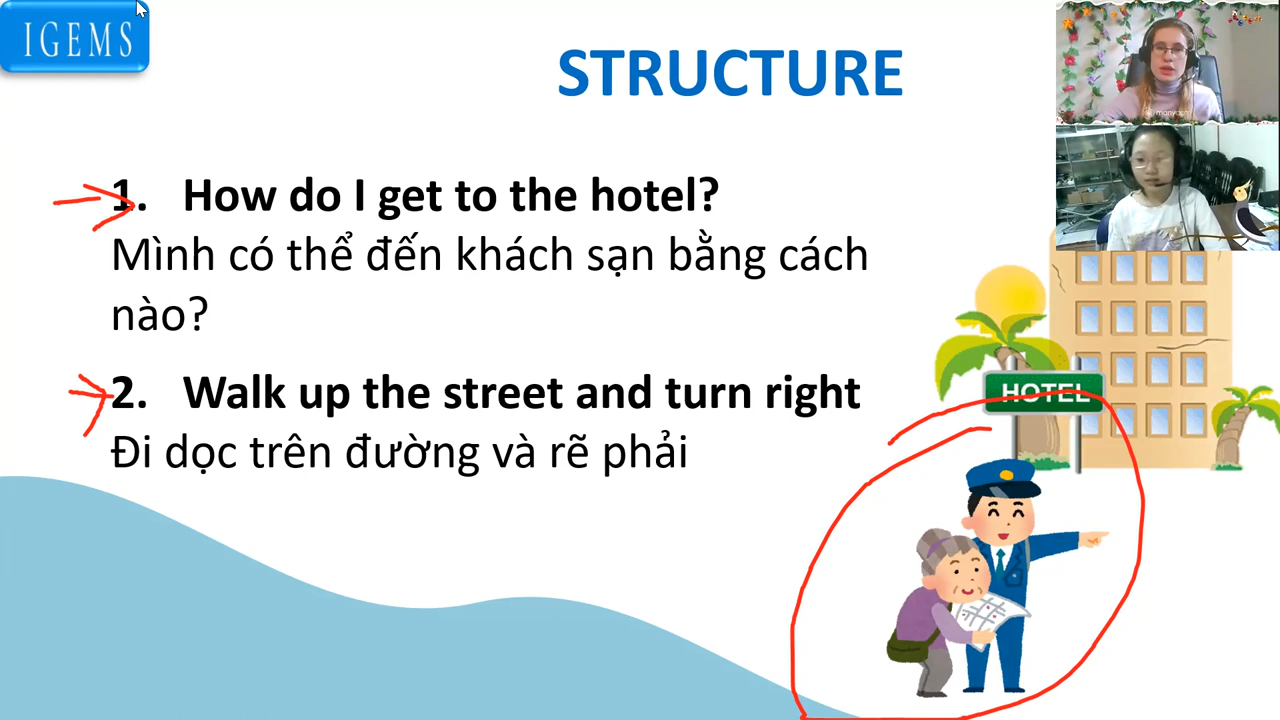 IGEMS
STRUCTURE
1. How do I get to the hotel?
Mình có thể đến khách sạn bằng cách
nào?
2. Walk up the street and turn right
Đi dọc trên đường và rẽ phải
HOTEL